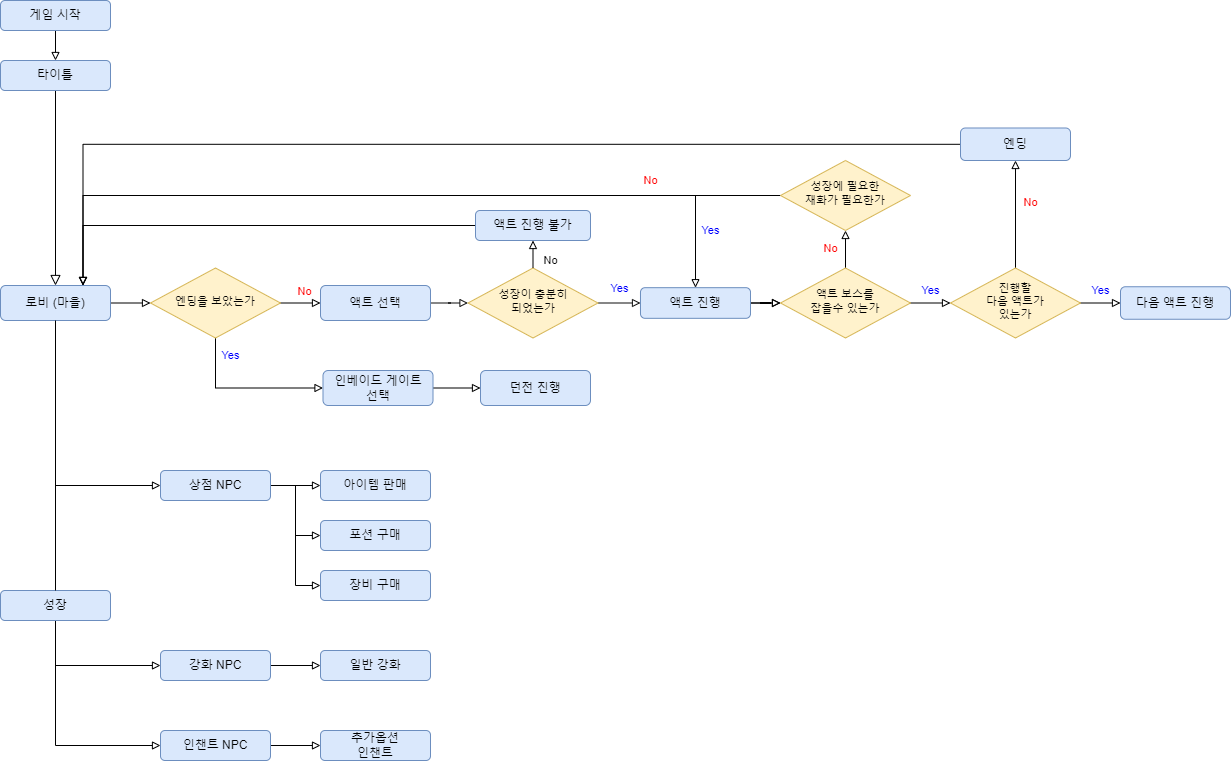 게임 시작
타이틀
엔딩
성장에 필요한
재화가 필요한가
No
액트 진행 불가
No
Yes
No
No
로비 (마을)
엔딩을 보았는가
No
액트 선택
성장이 충분히
되었는가
Yes
액트 진행
액트 보스를
잡을수 있는가
Yes
진행할
다음 액트가
있는가
Yes
다음 액트 진행
Yes
인베이드 게이트
선택
던전 진행
상점 NPC
아이템 판매
포션 구매
장비 구매
성장
강화 NPC
일반 강화
인챈트 NPC
추가옵션
인챈트